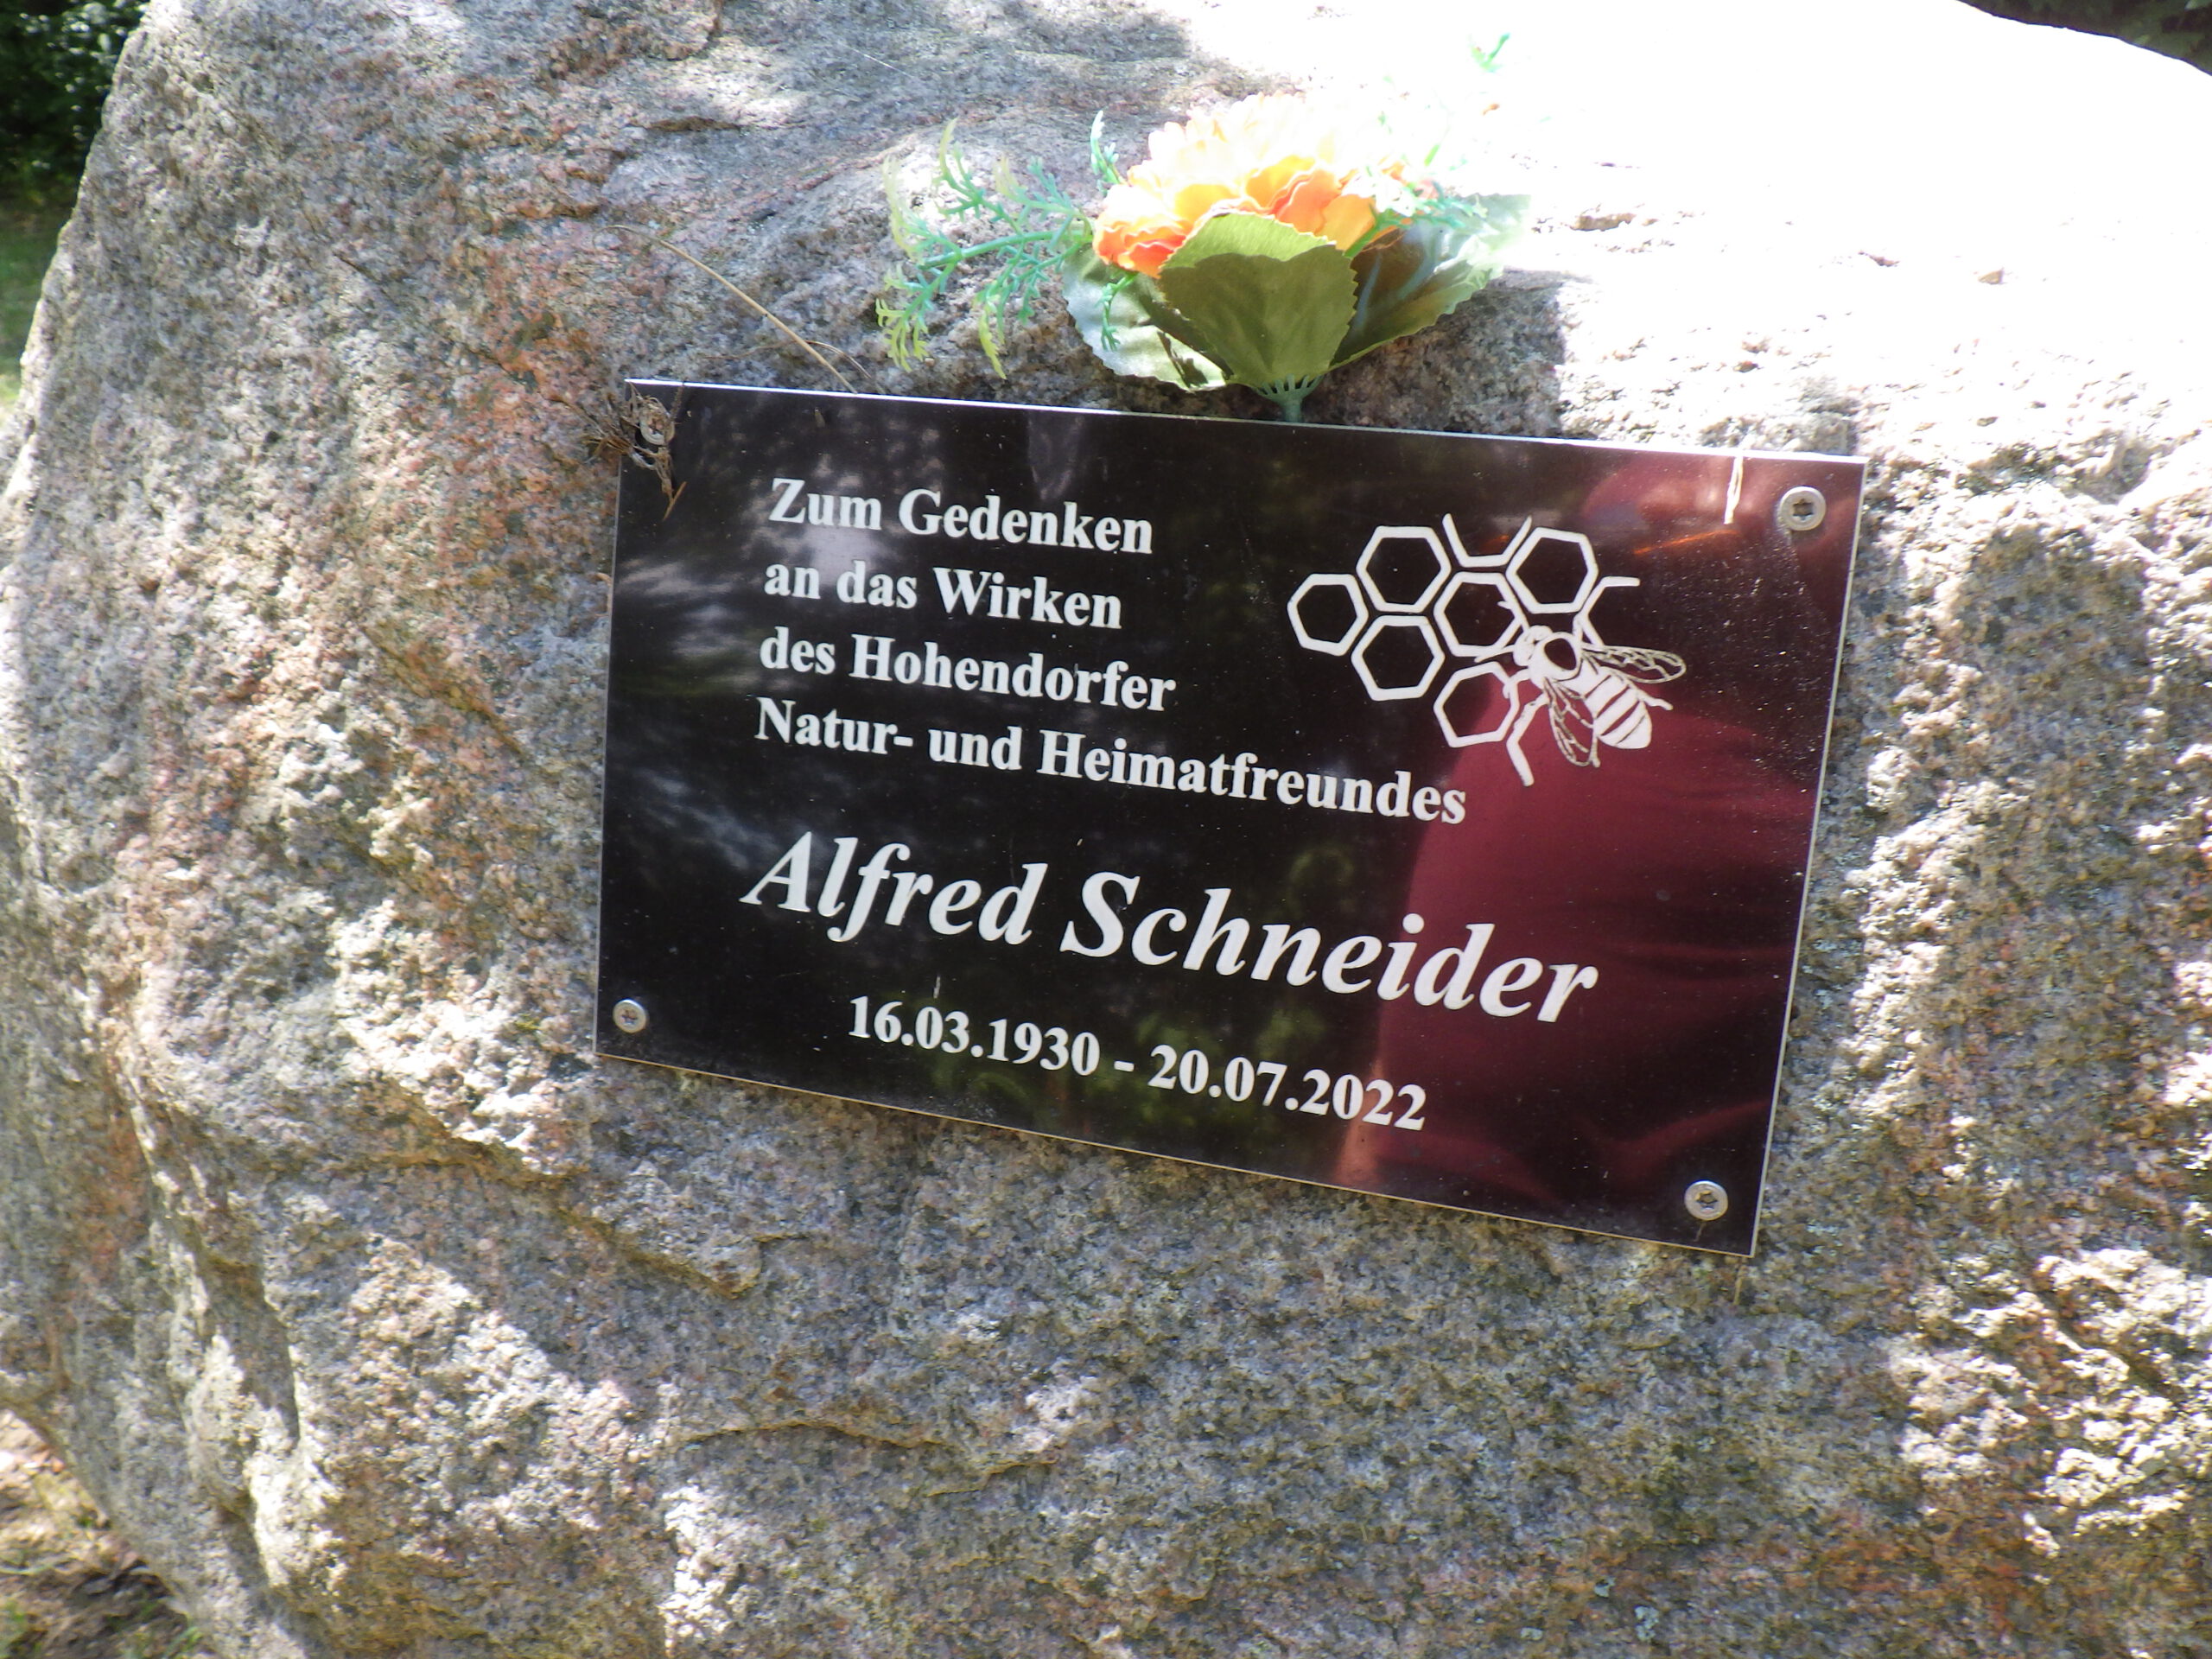 Zum Gedenken
an das Wirken
des Hohendorfer
Natur- und Heimatfreundes
Alfred Schneider
16.03.1930 - 20.07.2022